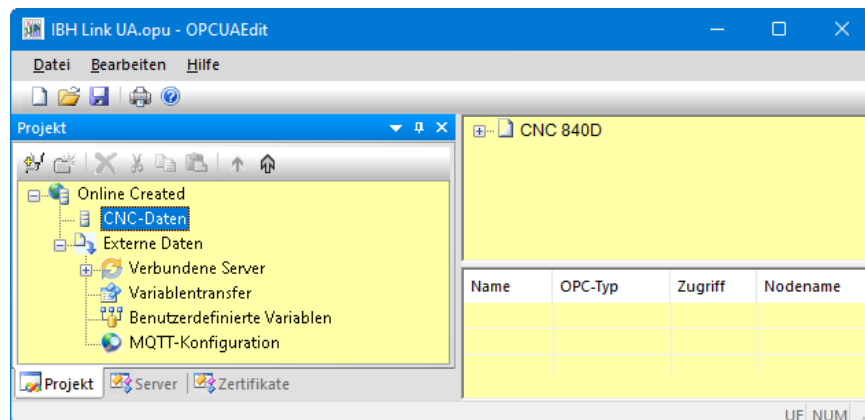 IBH Link UA.opu - OPCUAEdit
Datei Bearbeiten Hilfe
Projekt
Online Created
CNC-Daten
Externe Daten
Verbundene Server
Variablentransfer
Benutzerdefinierte Variablen
MQTT-Konfiguration
Projekt Server Zertifikate
CNC 840D
Name OPC-Typ Zugriff Nodename
UF NUM